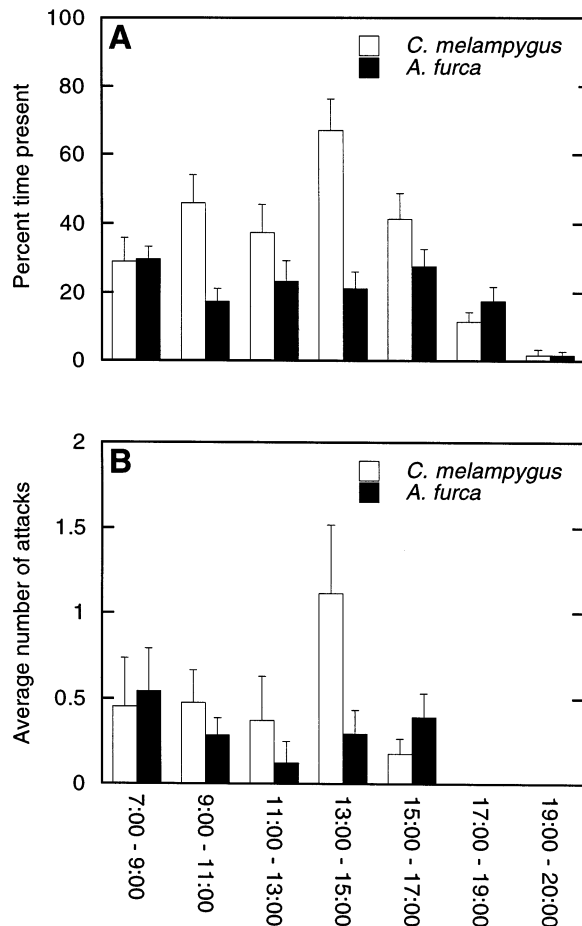 100
A
C. melampygus
A. furca
80
60
40
20
0
Percent time present
2
B
C. melampygus
A. furca
1.5
1
0.5
0
Average number of attacks
7:00 - 9:00
9:00 - 11:00
11:00 - 13:00
13:00 - 15:00
15:00 - 17:00
17:00 - 19:00
19:00 - 20:00